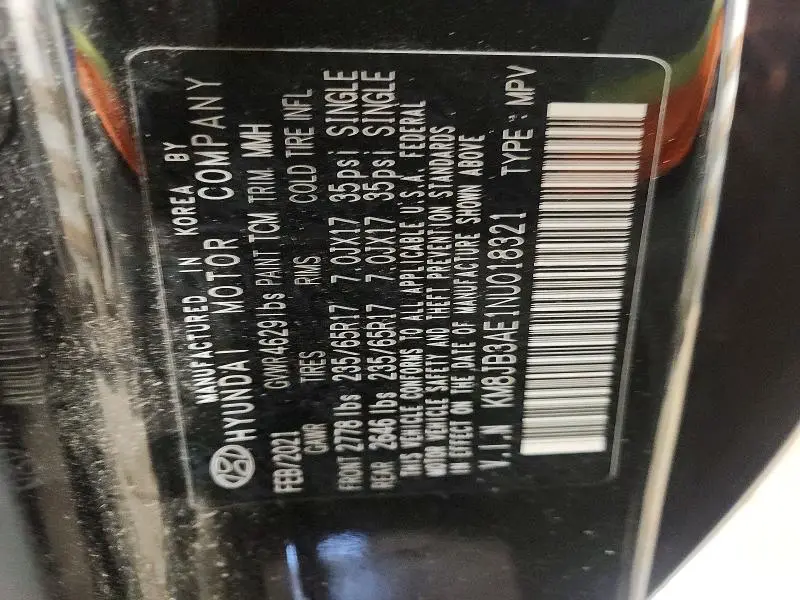 MANUFACTURED IN KOREA BY
HYUNDAI MOTOR COMPANY
FEB/2021 GVWR4629 lbs PAINT TCM TRIM MMH
GAWR TIRES RIMS COLD TIRE INFL
FRONT 2778 lbs 235/65R17 7.0JX17 35psi SINGLE
REAR 2646 lbs 235/65R17 7.0JX17 35psi SINGLE
THIS VEHICLE CONFORMS TO ALL APPLICABLE U.S.A. FEDERAL
MOTOR VEHICLE SAFETY AND THEFT PREVENTION STANDARDS
IN EFFECT ON THE DATE OF MANUFACTURE SHOWN ABOVE
V.I.N KM8JB3AE1NU018321 TYPE : MPV